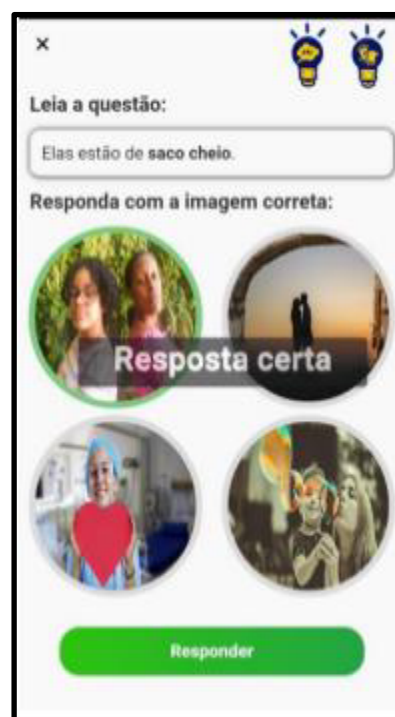 ×
Leia a questão:
Elas estão de saco cheio.
Responda com a imagem correta:
Resposta certa
Responder